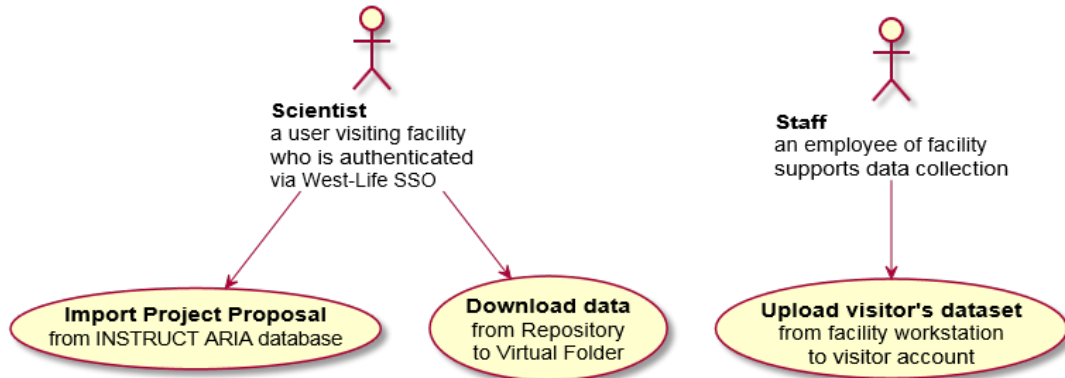 Scientist
a user visiting facility
who is authenticated
via West-Life SSO
Staff
an employee of facility
supports data collection
Import Project Proposal
from INSTRUCT ARIA database
Download data
from Repository
to Virtual Folder
Upload visitor's dataset
from facility workstation
to visitor account